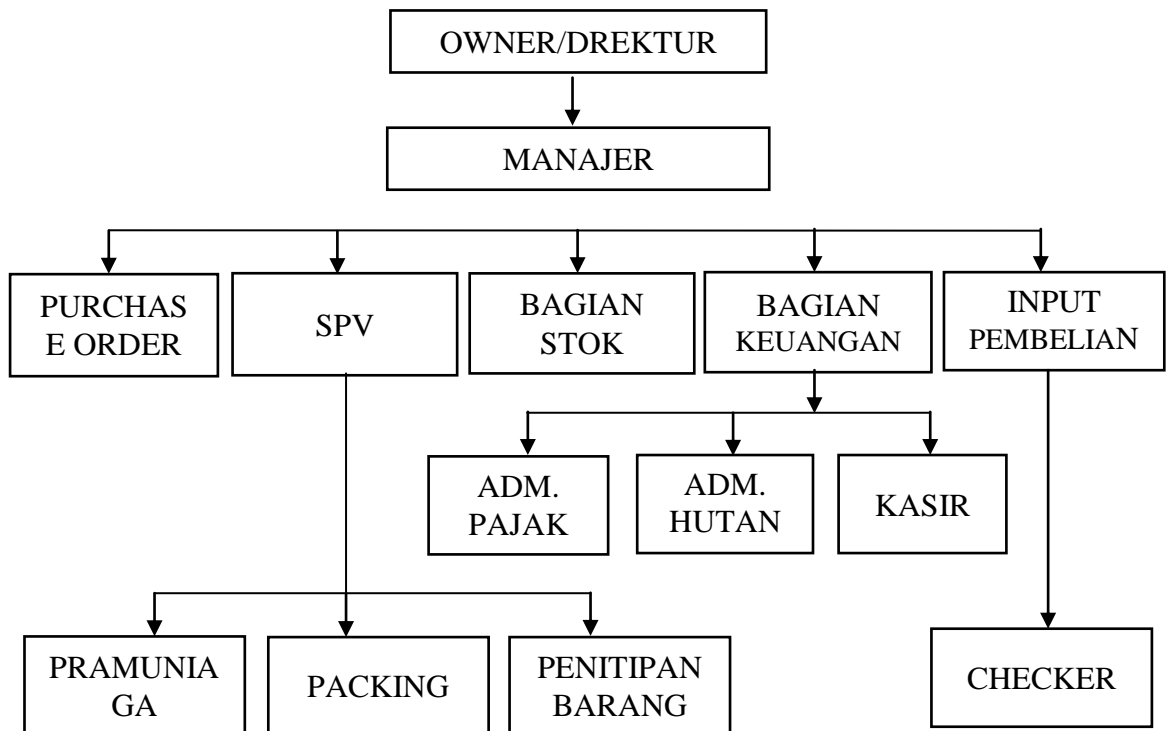 OWNER/DREKTUR
MANAJER
PURCHAS
E ORDER
SPV
BAGIAN
STOK
BAGIAN
KEUANGAN
INPUT
PEMBELIAN
ADM.
PAJAK
ADM.
HUTAN
KASIR
PRAMUNIA
GA
PACKING
PENITIPAN
BARANG
CHECKER